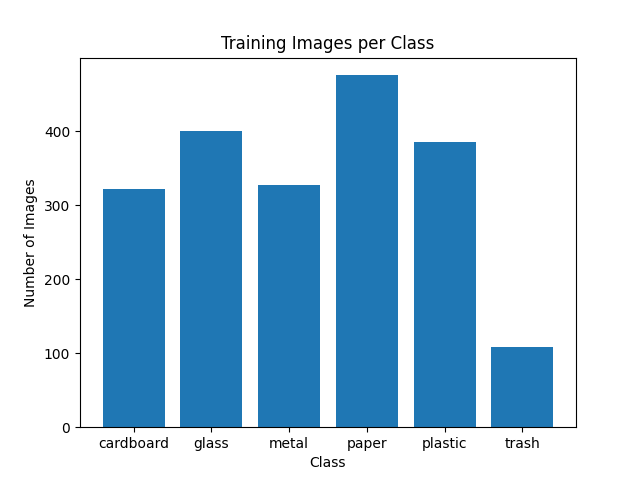 Training Images per Class
Number of Images
400
300
200
100
0
cardboard glass metal paper plastic trash
Class